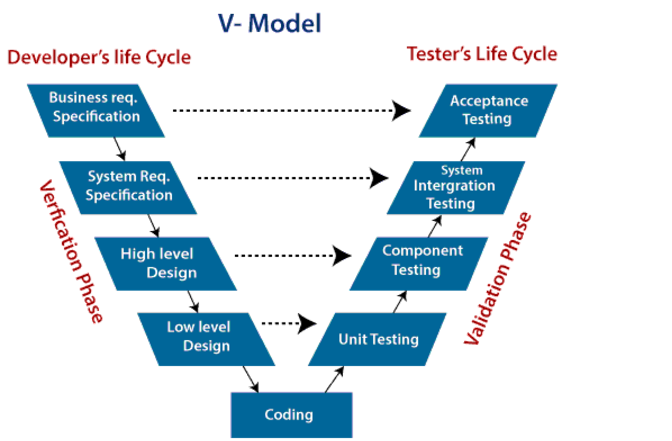 V- Model
Developer's life Cycle
Tester's Life Cycle
Business req.
Specification
Acceptance
Testing
System Req.
Specification
System
Intergration
Testing
High level
Design
Component
Testing
Low level
Design
Unit Testing
Coding
Verfication Phase
Validation Phase